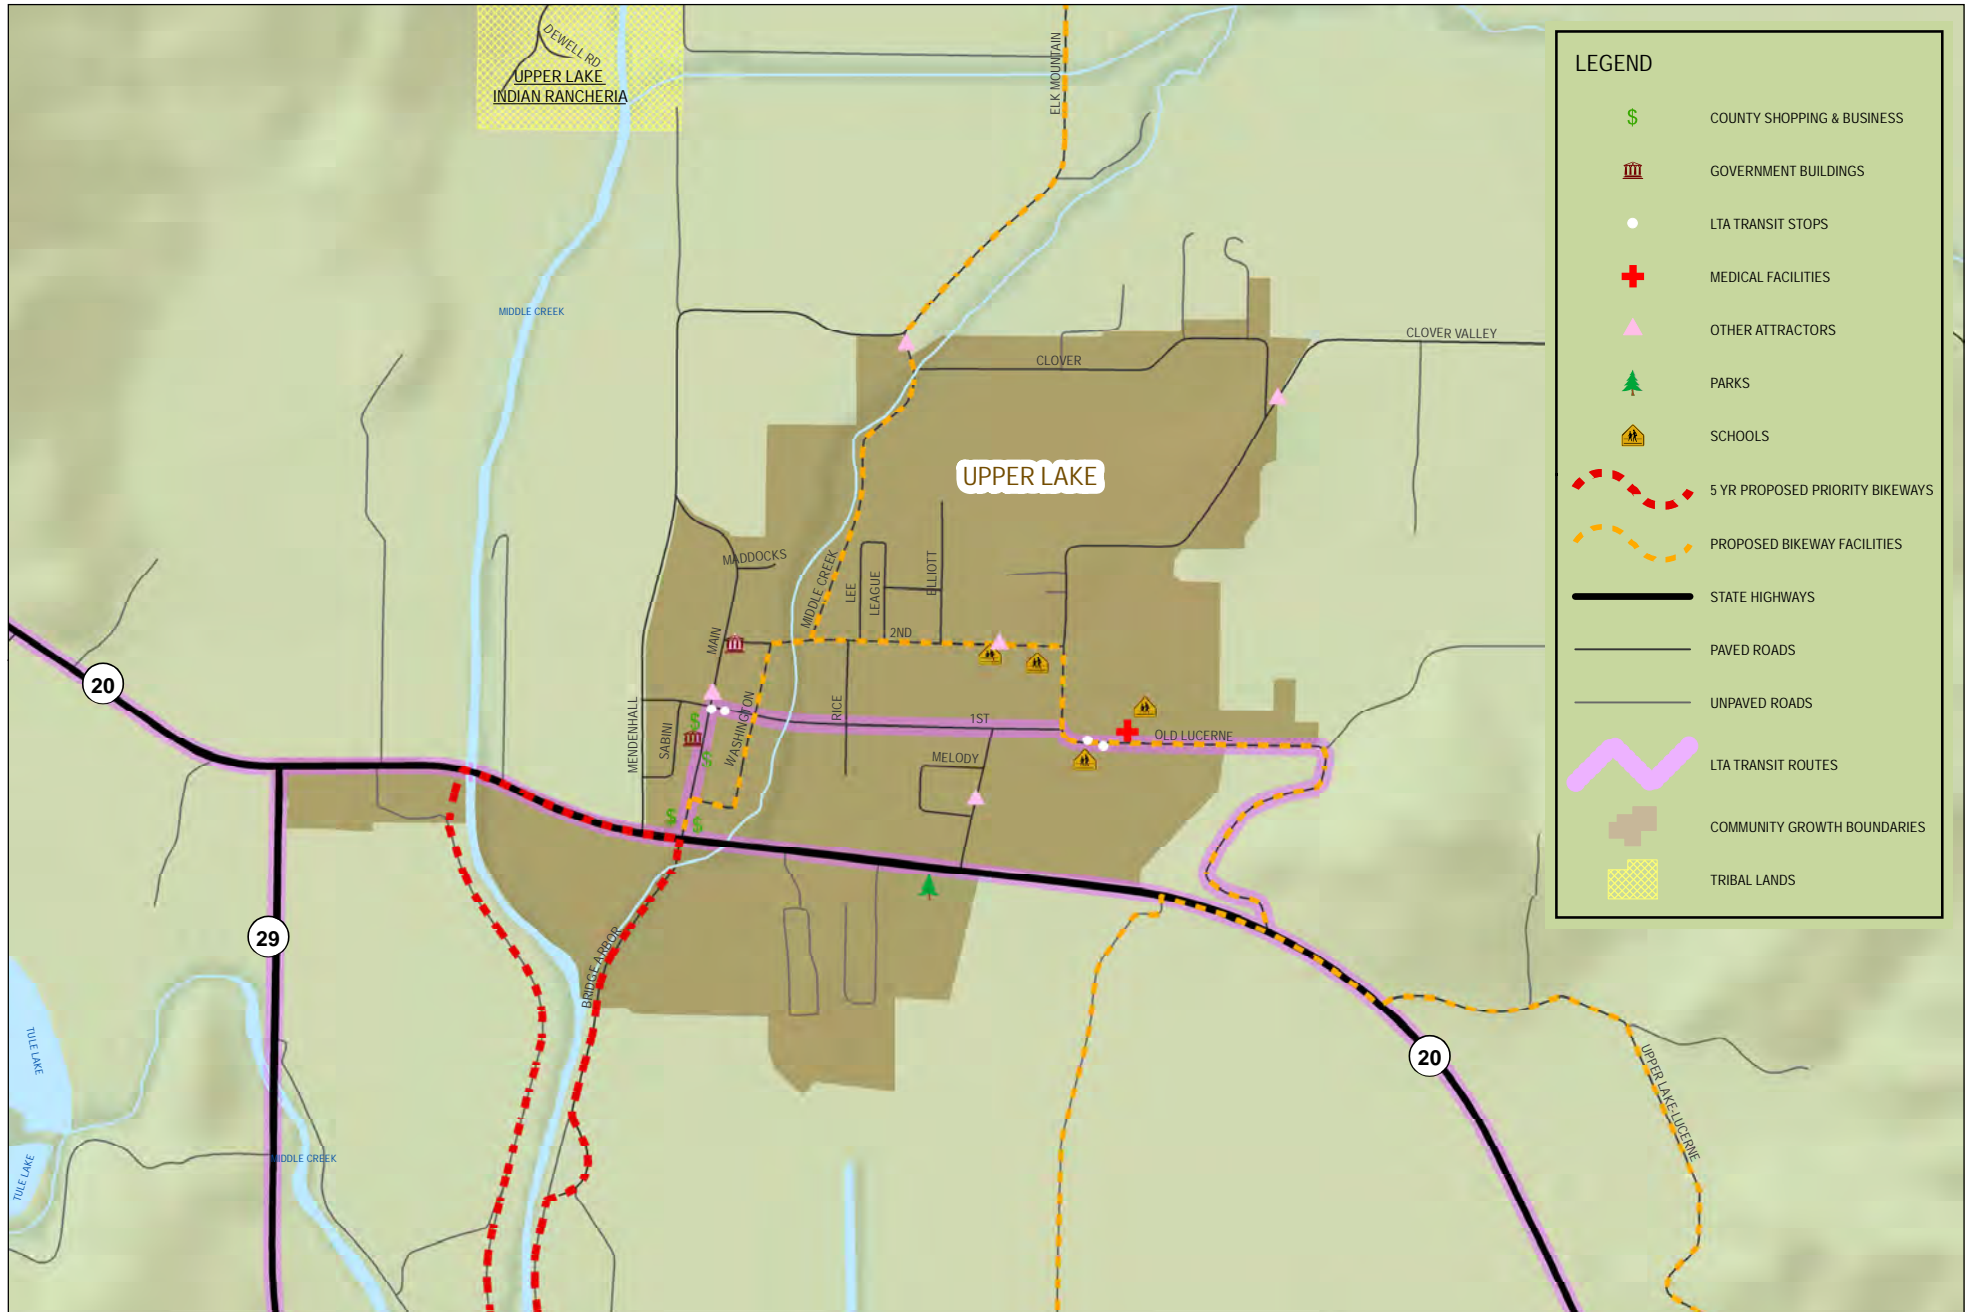 DEWELL RD
UPPER LAKE
INDIAN RANCHERIA
ELK MOUNTAIN
MIDDLE CREEK
CLOVER
CLOVER VALLEY
UPPER LAKE
MADDOCKS
MIDDLE CREEK
LEE
LEAGUE
ELLIOTT
MAIN
2ND
MENDENHALL
SABINI
WASHINGTON
RICE
1ST
MELODY
OLD LUCERNE
20
29
BRIDGE ARBOR
TULE LAKE
TULE LAKE
MIDDLE CREEK
20
UPPER LAKE-LUCERNE
LEGEND
$ COUNTY SHOPPING & BUSINESS
GOVERNMENT BUILDINGS
LTA TRANSIT STOPS
MEDICAL FACILITIES
OTHER ATTRACTORS
PARKS
SCHOOLS
5 YR PROPOSED PRIORITY BIKEWAYS
PROPOSED BIKEWAY FACILITIES
STATE HIGHWAYS
PAVED ROADS
UNPAVED ROADS
LTA TRANSIT ROUTES
COMMUNITY GROWTH BOUNDARIES
TRIBAL LANDS